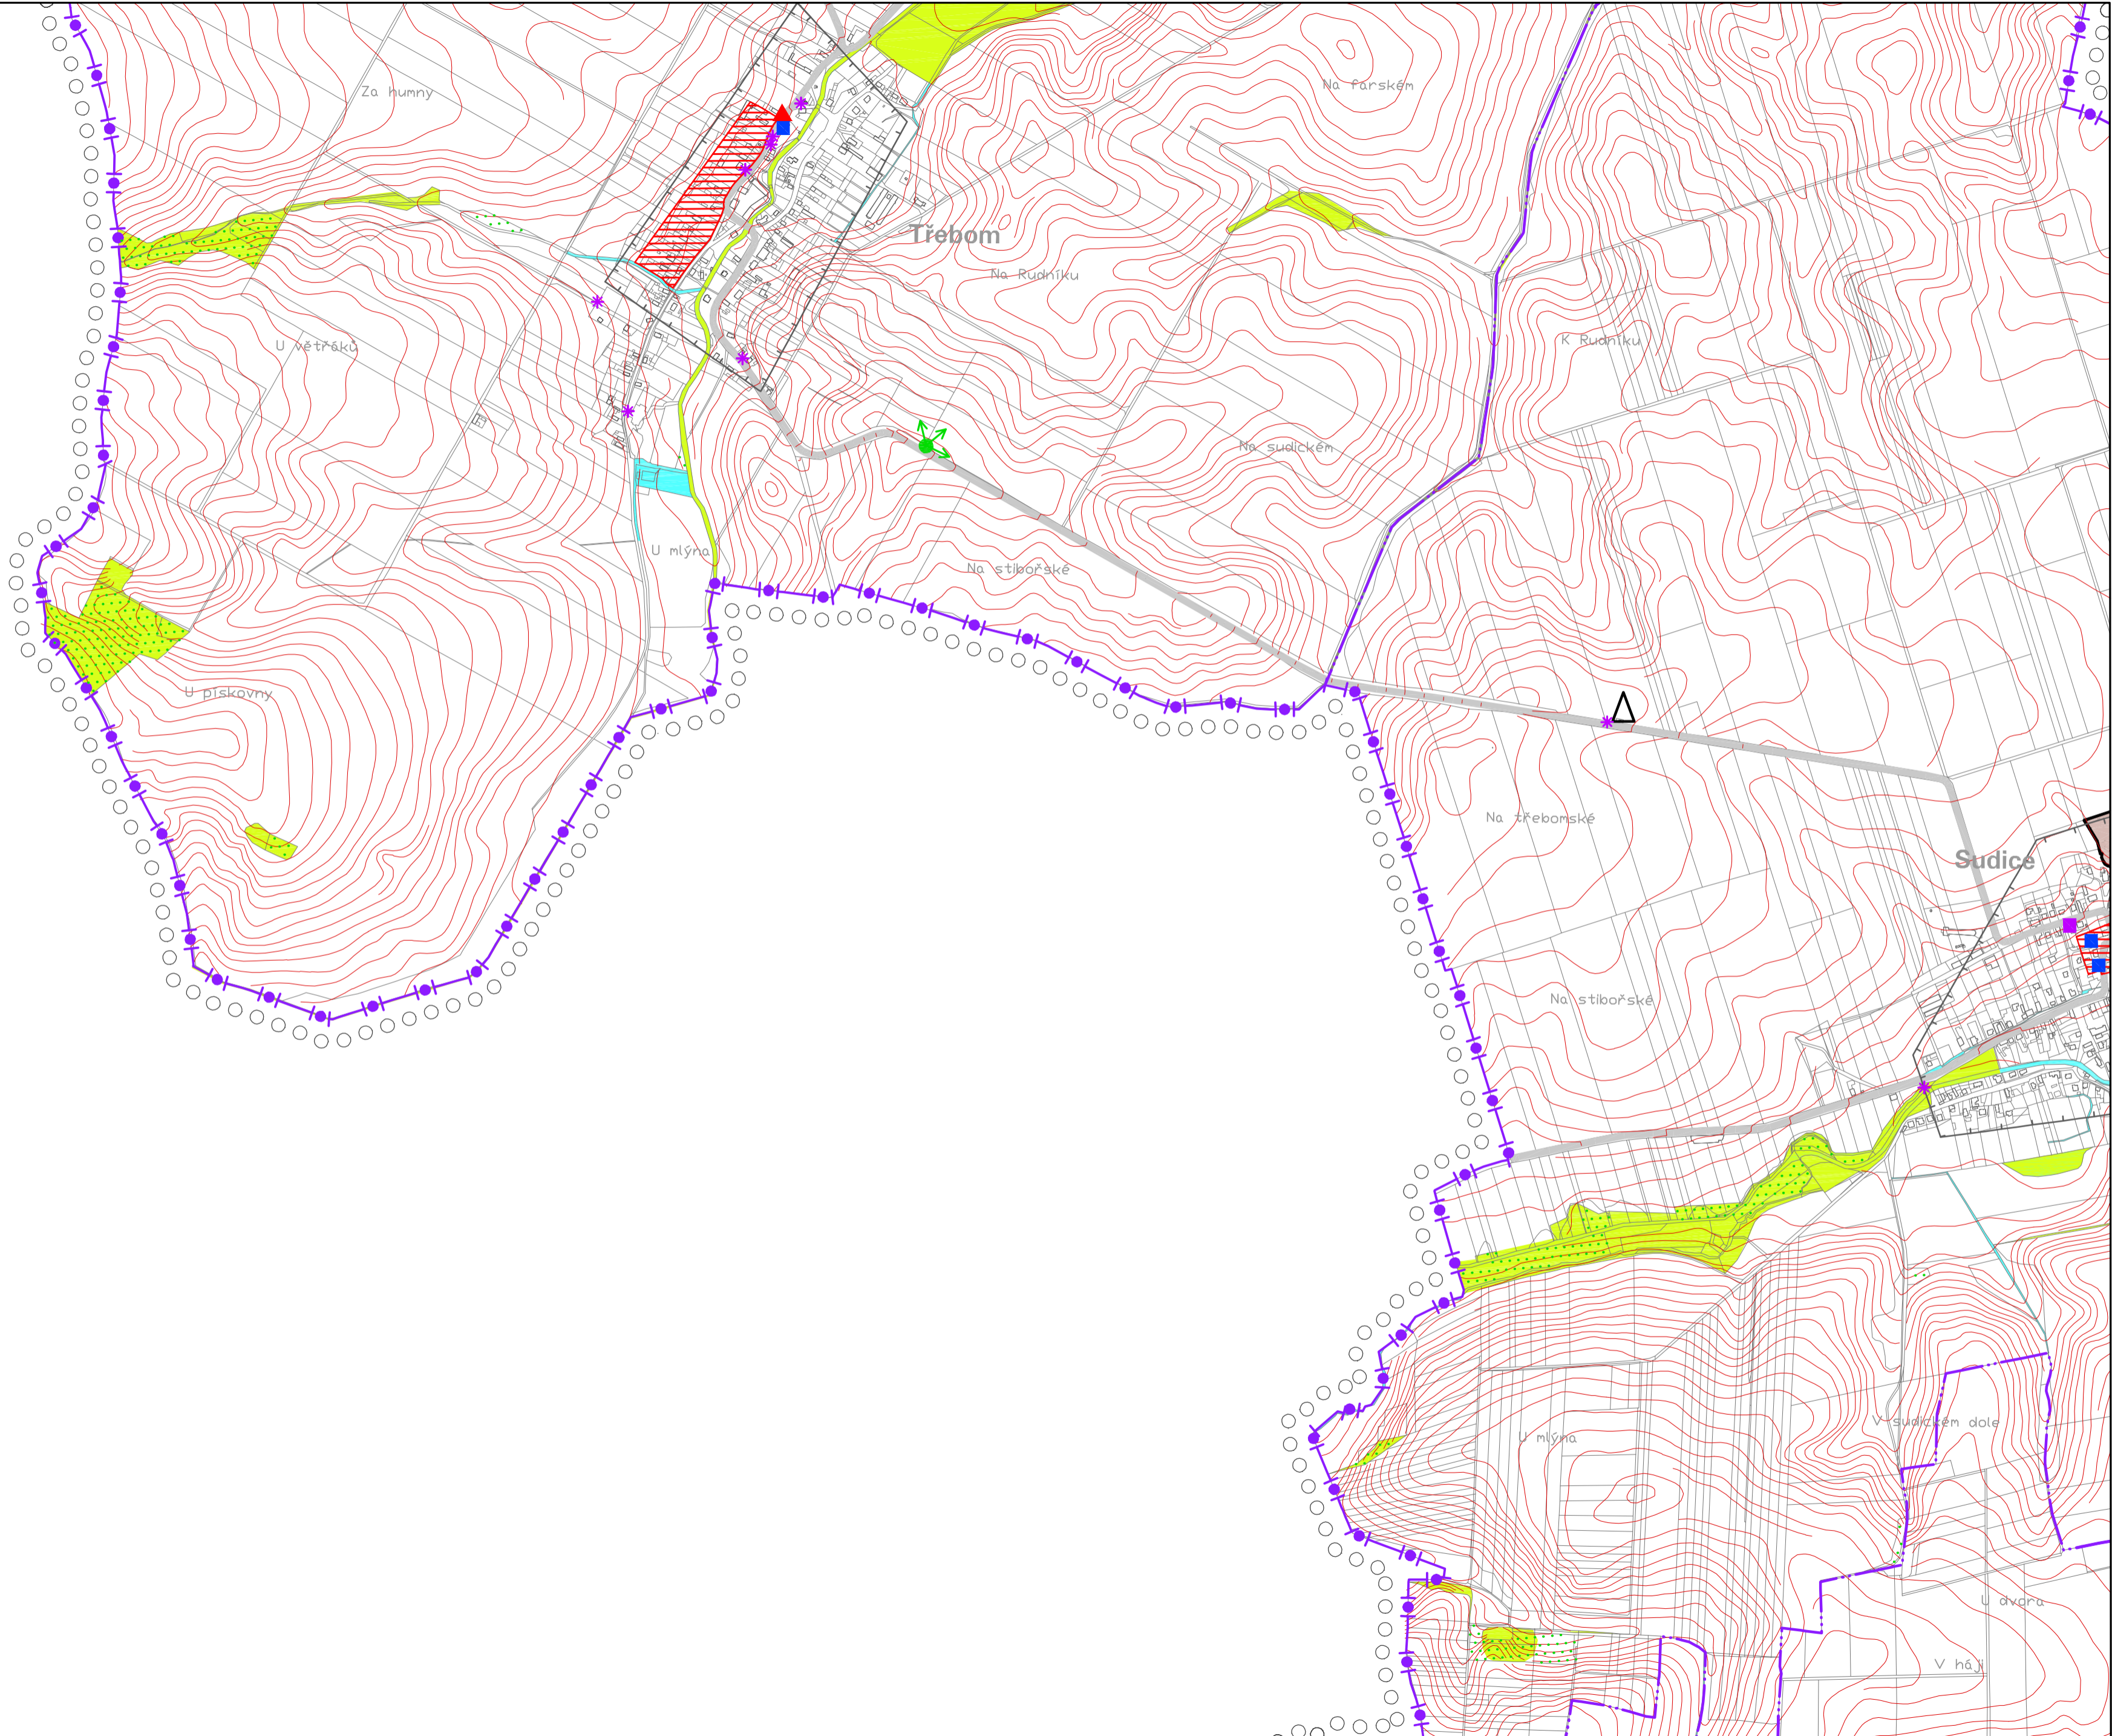 Na farském
Za humny
Třebom
Na Rudníku
K Rudníku
U větřáků
Na sudickém
U mlýna
Na stibořské
U pískovny
Na třebomské
Sudice
Na stibořské
V sudickém dole
U mlýna
U dvora
V háji